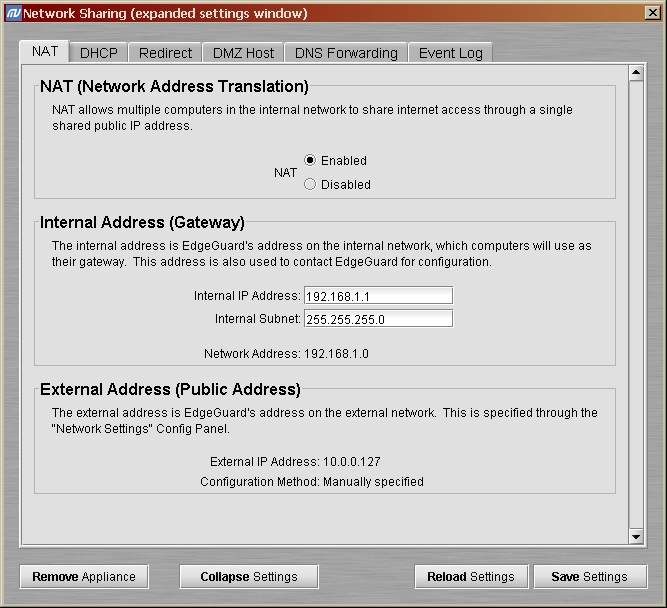 Network Sharing (expanded settings window)
NAT DHCP Redirect DMZ Host DNS Forwarding Event Log
NAT (Network Address Translation)
NAT allows multiple computers in the internal network to share internet access through a single
shared public IP address.
NAT
Enabled
Disabled
Internal Address (Gateway)
The internal address is EdgeGuard's address on the internal network, which computers will use as
their gateway. This address is also used to contact EdgeGuard for configuration.
Internal IP Address: 192.168.1.1
Internal Subnet: 255.255.255.0
Network Address: 192.168.1.0
External Address (Public Address)
The external address is EdgeGuard's address on the external network. This is specified through the
"Network Settings" Config Panel.
External IP Address: 10.0.0.127
Configuration Method: Manually specified
Remove Appliance Collapse Settings Reload Settings Save Settings